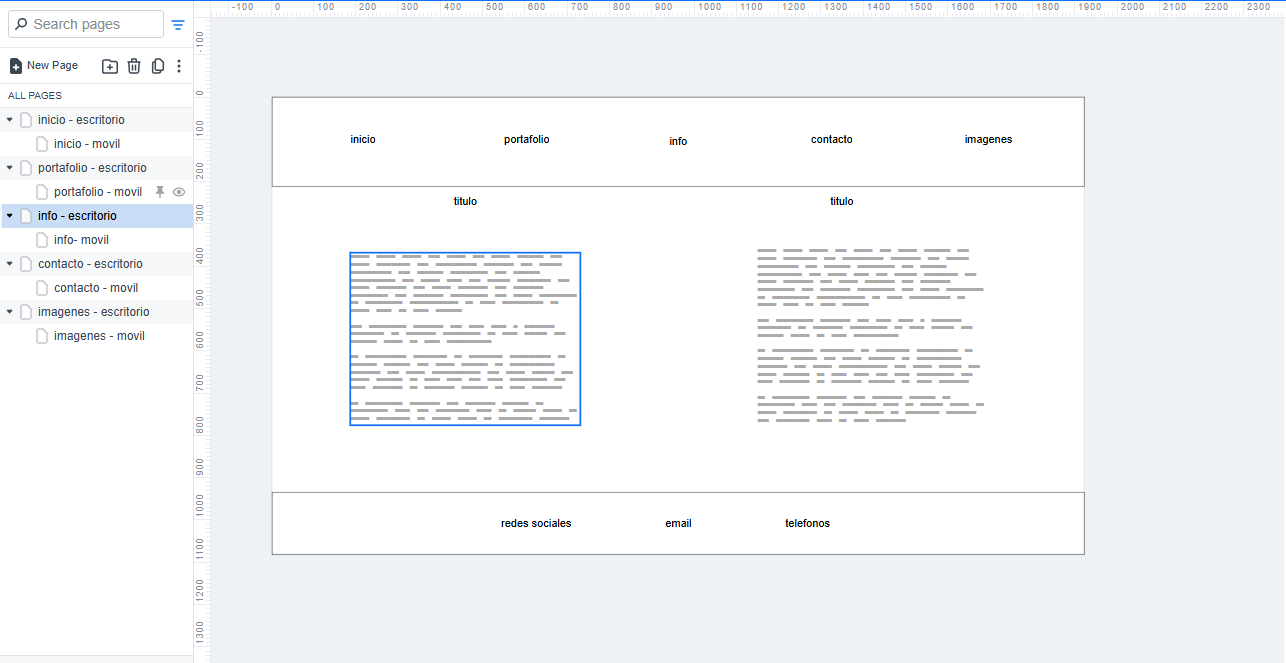 Search pages
New Page
ALL PAGES
inicio - escritorio
inicio - movil
portafolio - escritorio
portafolio - movil
info - escritorio
info- movil
contacto - escritorio
contacto - movil
imagenes - escritorio
imagenes - movil
-100 0 100 200 300 400 500 600 700 800 900 1000 1100 1200 1300 1400 1500 1600 1700 1800 1900 2000 2100 2200 2300
-100 0 100 200 300 400 500 600 700 800 900 1000 1100 1200 1300
inicio portafolio info contacto imagenes
titulo titulo
redes sociales email telefonos